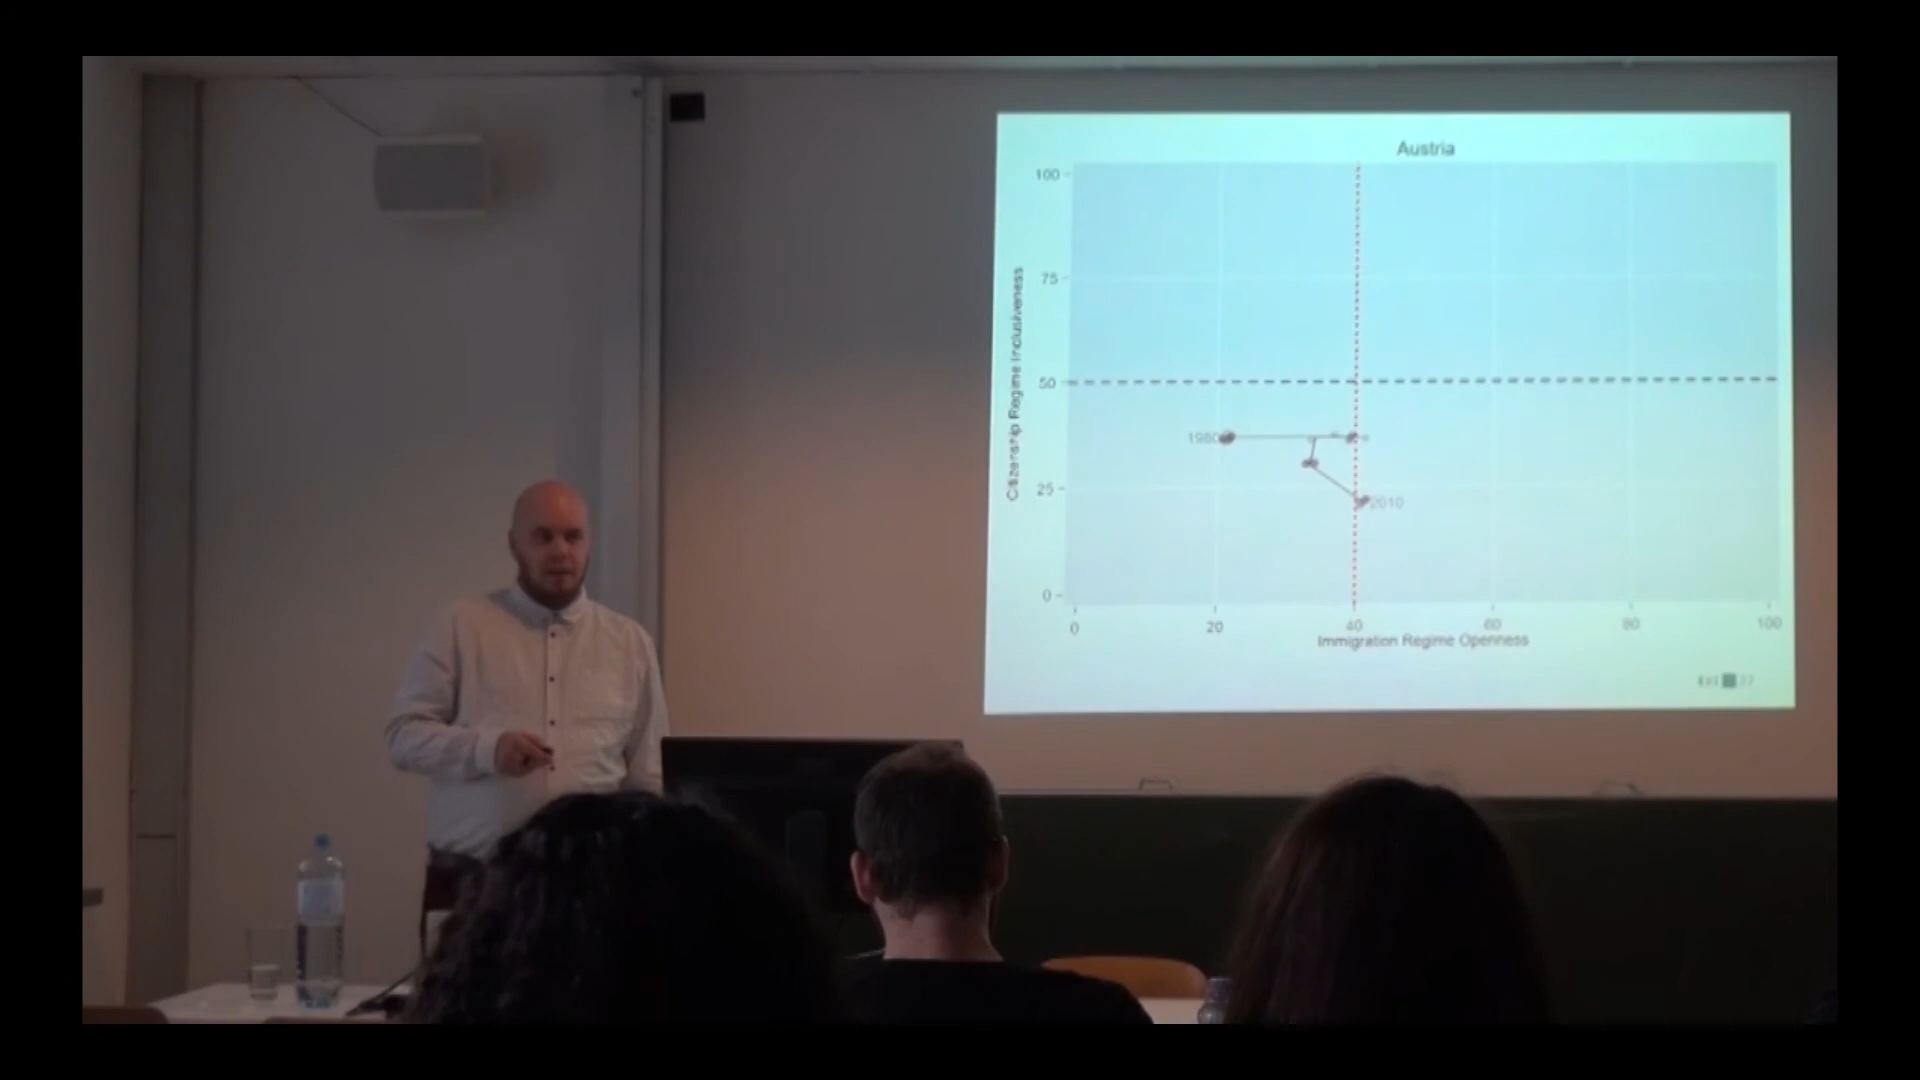 Austria
100
75
50
25
0
Citizenship Regime Inclusiveness
1980
2010
0 20 40 60 80 100
Immigration Regime Openness
27